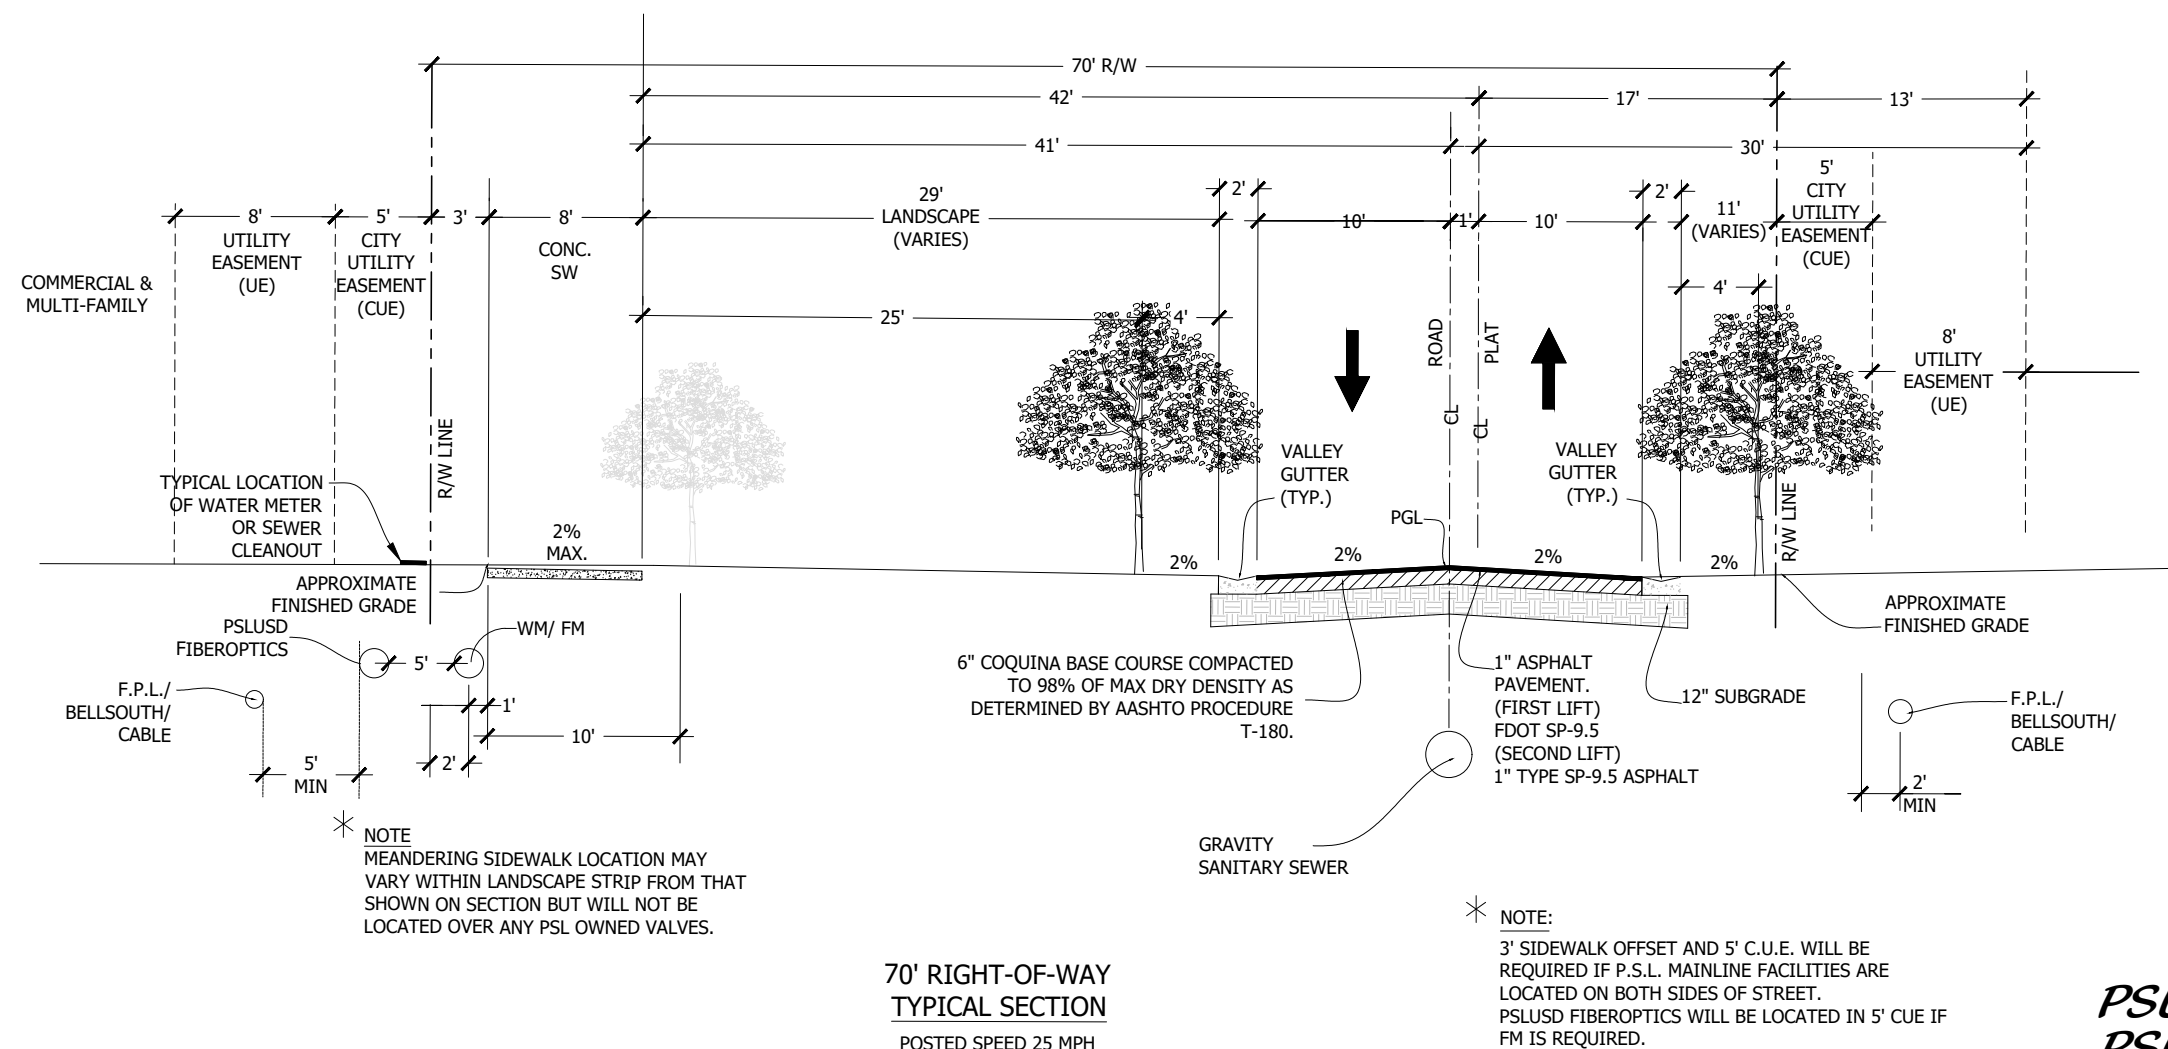 70' R/W
42'
17'
13'
41'
30'
8'
UTILITY
EASEMENT
(UE)
5'
CITY
UTILITY
EASEMENT
(CUE)
3'
8'
CONC.
SW
29'
LANDSCAPE
(VARIES)
2'
10'
1'
10'
2'
11'
(VARIES)
5'
CITY
UTILITY
EASEMENT
(CUE)
COMMERCIAL &
MULTI-FAMILY
25'
4'
4'
8'
UTILITY
EASEMENT
(UE)
ROAD
CL
PLAT
CL
R/W LINE
R/W LINE
VALLEY
GUTTER
(TYP.)
VALLEY
GUTTER
(TYP.)
TYPICAL LOCATION
OF WATER METER
OR SEWER
CLEANOUT
2%
MAX.
PGL
2%
2%
2%
2%
APPROXIMATE
FINISHED GRADE
APPROXIMATE
FINISHED GRADE
PSLUSD
FIBEROPTICS
5'
WM/ FM
F.P.L./
BELLSOUTH/
CABLE
1'
10'
2'
5'
MIN
6" COQUINA BASE COURSE COMPACTED
TO 98% OF MAX DRY DENSITY AS
DETERMINED BY AASHTO PROCEDURE
T-180.
1" ASPHALT
PAVEMENT.
(FIRST LIFT)
FDOT SP-9.5
(SECOND LIFT)
1" TYPE SP-9.5 ASPHALT
12" SUBGRADE
F.P.L./
BELLSOUTH/
CABLE
2'
MIN
GRAVITY
SANITARY SEWER
NOTE
MEANDERING SIDEWALK LOCATION MAY
VARY WITHIN LANDSCAPE STRIP FROM THAT
SHOWN ON SECTION BUT WILL NOT BE
LOCATED OVER ANY PSL OWNED VALVES.
NOTE:
3' SIDEWALK OFFSET AND 5' C.U.E. WILL BE
REQUIRED IF P.S.L. MAINLINE FACILITIES ARE
LOCATED ON BOTH SIDES OF STREET.
PSLUSD FIBEROPTICS WILL BE LOCATED IN 5' CUE IF
FM IS REQUIRED.
70' RIGHT-OF-WAY
TYPICAL SECTION
POSTED SPEED 25 MPH